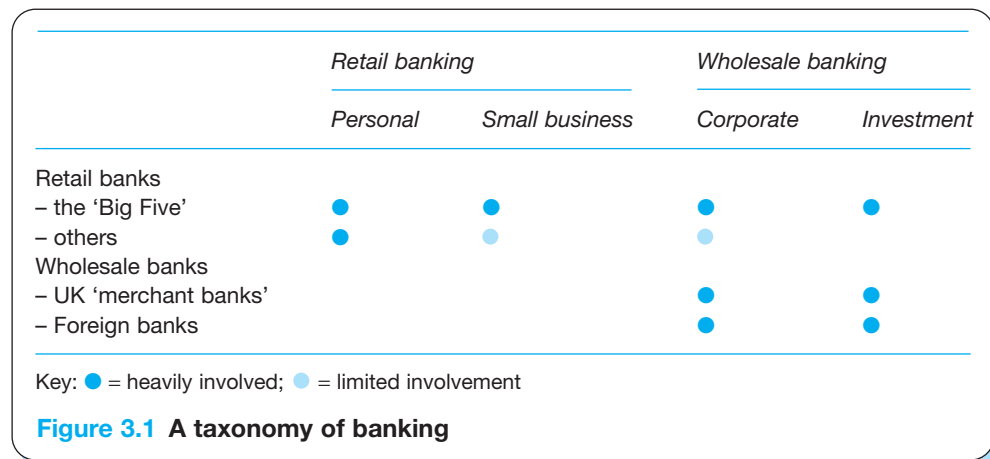 Retail banking Wholesale banking
Personal Small business Corporate Investment
Retail banks
– the ‘Big Five’
– others
Wholesale banks
– UK ‘merchant banks’
– Foreign banks
Key: ● = heavily involved; ● = limited involvement
Figure 3.1 A taxonomy of banking